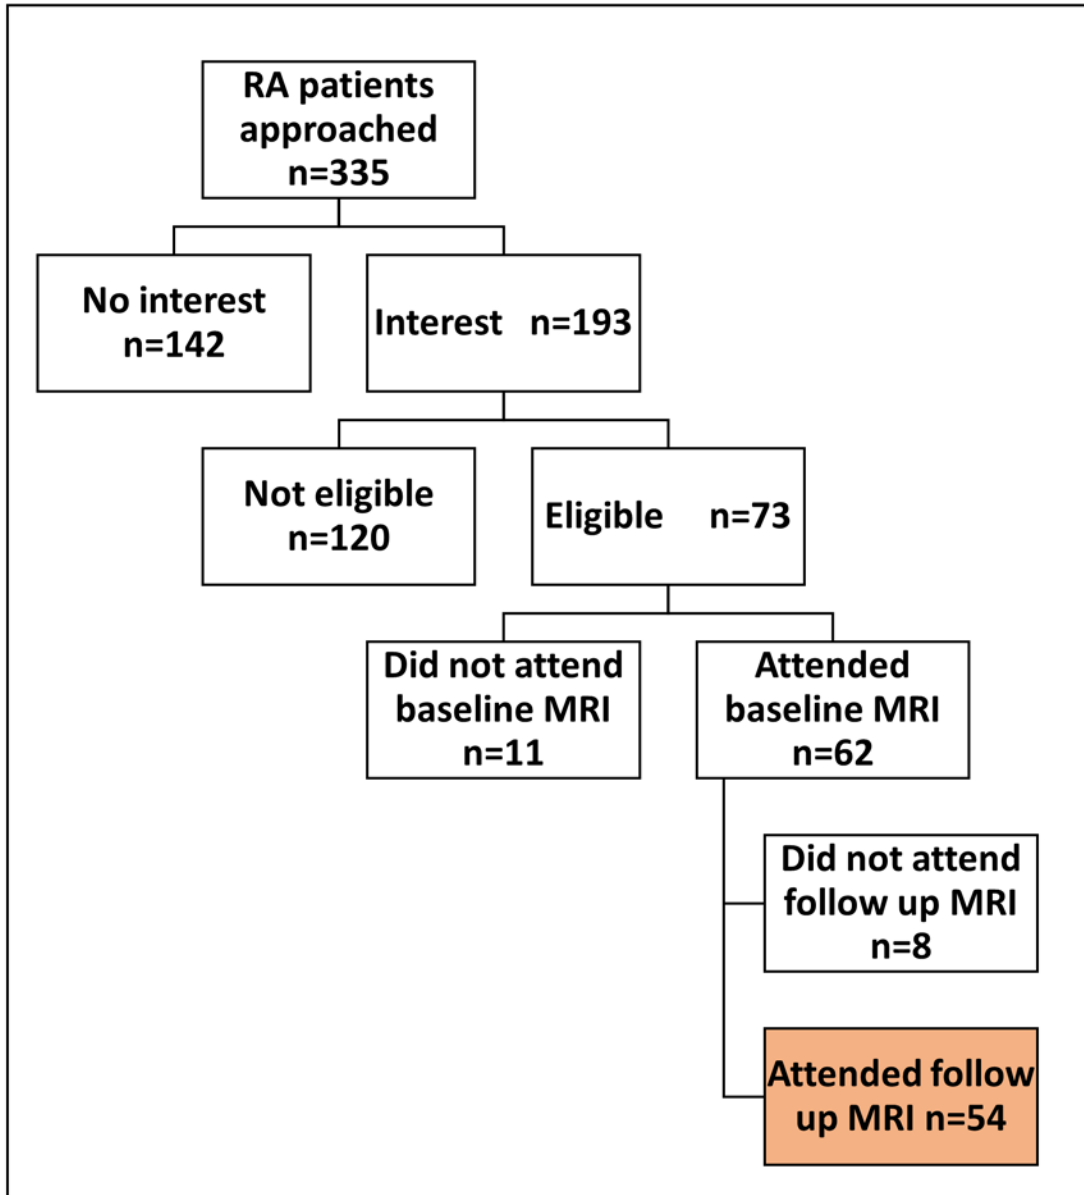 RA patients
approached
n=335
No interest
n=142
Interest n=193
Not eligible
n=120
Eligible n=73
Did not attend
baseline MRI
n=11
Attended
baseline MRI
n=62
Did not attend
follow up MRI
n=8
Attended follow
up MRI n=54